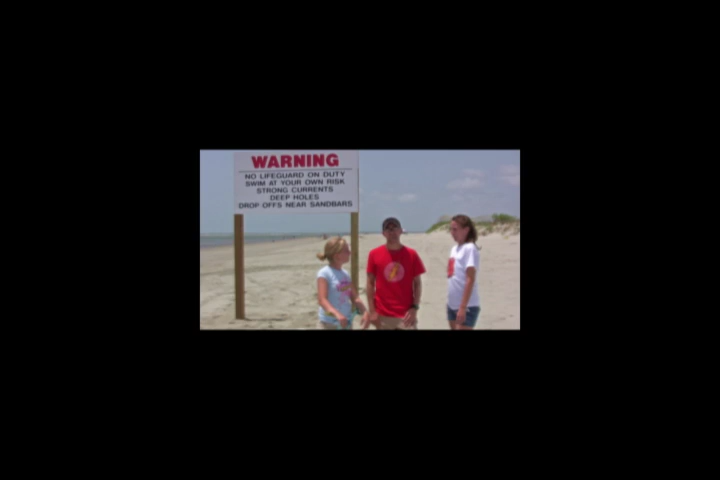 WARNING
NO LIFEGUARD ON DUTY
SWIM AT YOUR OWN RISK
STRONG CURRENTS
DEEP HOLES
DROP OFFS NEAR SANDBARS